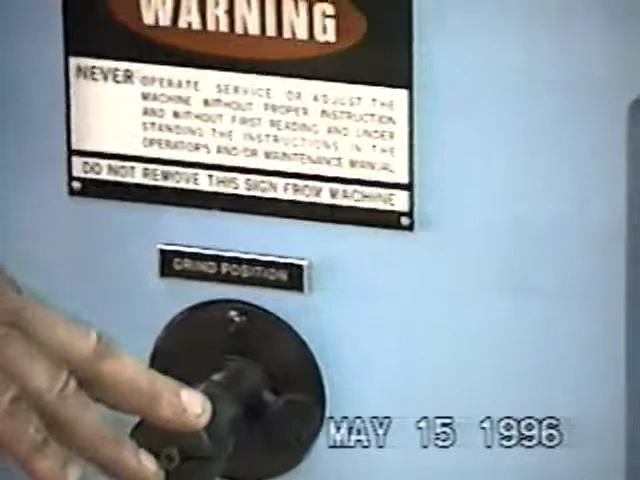 WARNING
NEVER OPERATE, SERVICE, OR ADJUST THE
MACHINE WITHOUT PROPER INSTRUCTION
AND WITHOUT FIRST READING AND UNDER
STANDING THE INSTRUCTIONS IN THE
OPERATOR'S AND/OR MAINTENANCE MANUAL
DO NOT REMOVE THIS SIGN FROM MACHINE
GRIND POSITION
MAY 15 1996